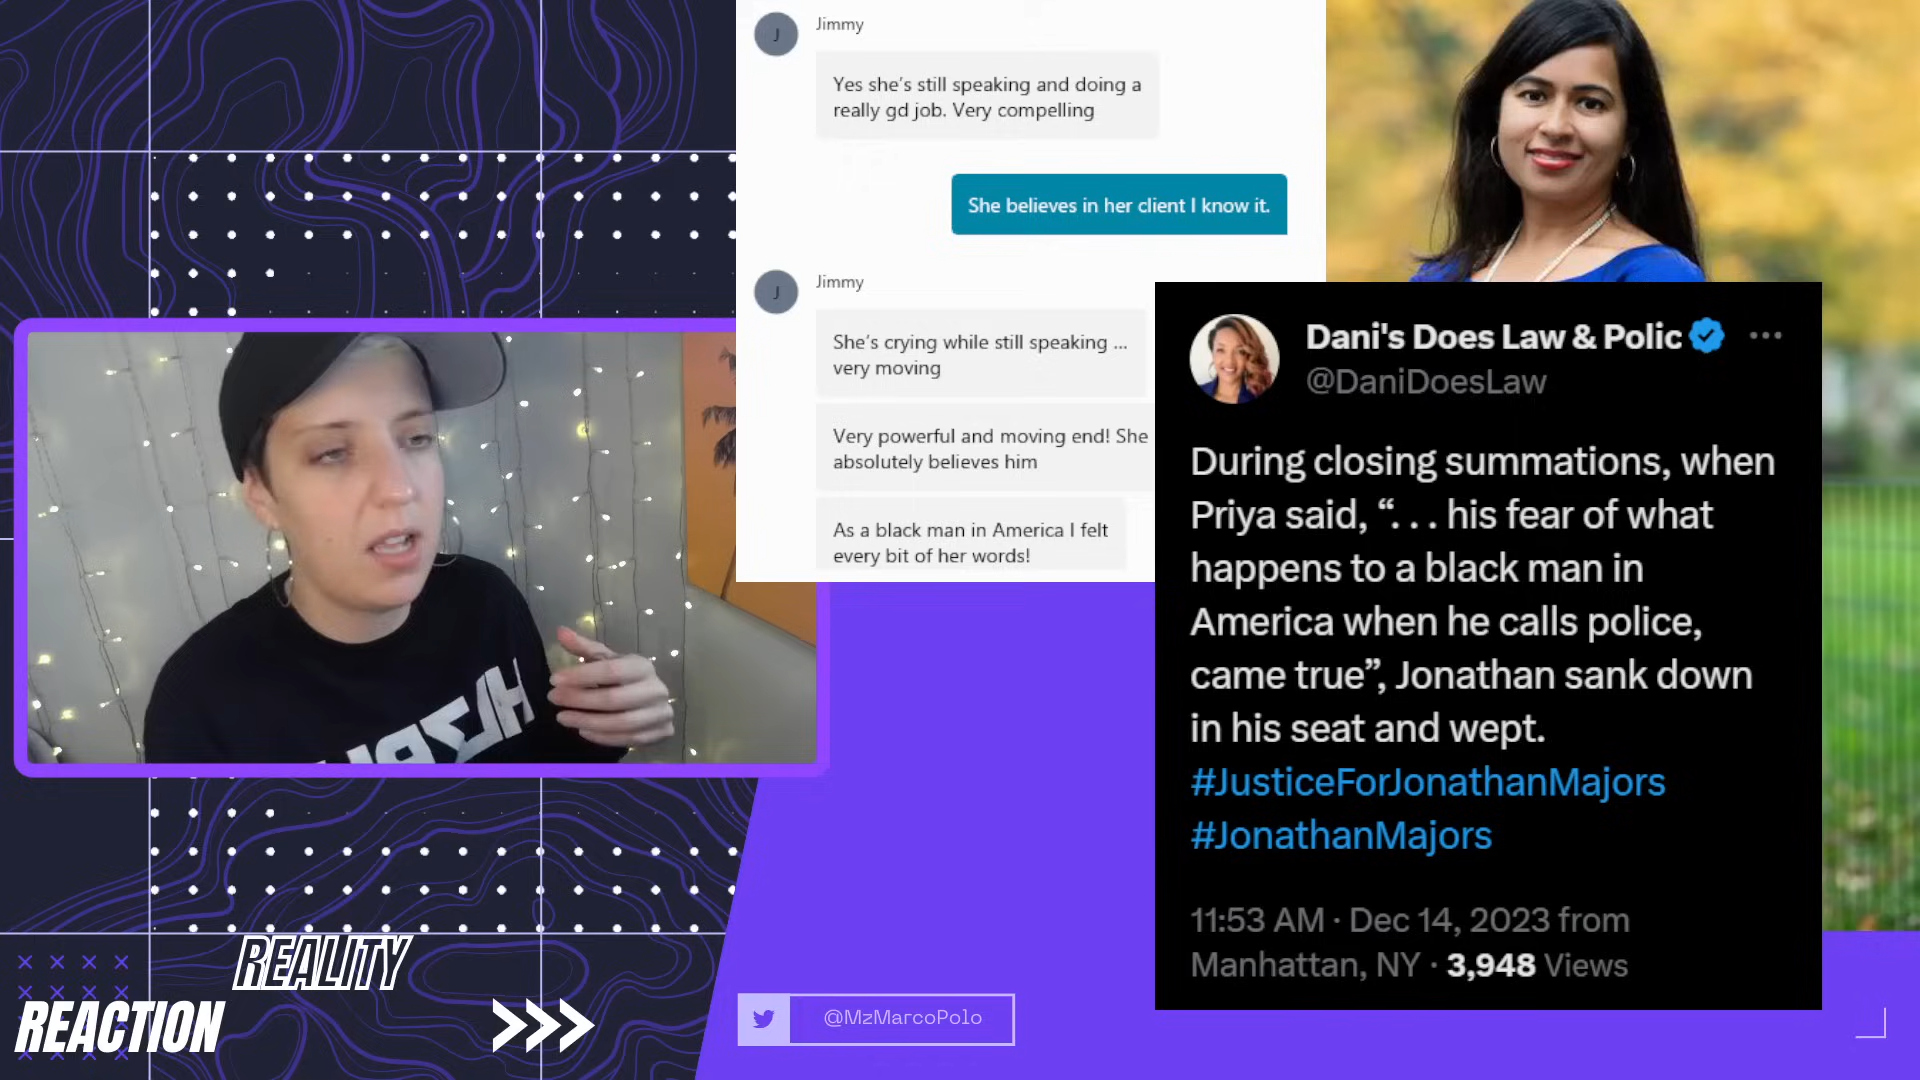 J
Jimmy
Yes she's still speaking and doing a
really gd job. Very compelling
She believes in her client I know it.
J
Jimmy
She's crying while still speaking ...
very moving
Very powerful and moving end! She
absolutely believes him
As a black man in America I felt
every bit of her words!
Dani's Does Law & Polic
@DaniDoesLaw
During closing summations, when
Priya said, “. . . his fear of what
happens to a black man in
America when he calls police,
came true”, Jonathan sank down
in his seat and wept.
#JusticeForJonathanMajors
#JonathanMajors
11:53 AM · Dec 14, 2023 from
Manhattan, NY · 3,948 Views
REALITY
REACTION
@MzMarcoPolo